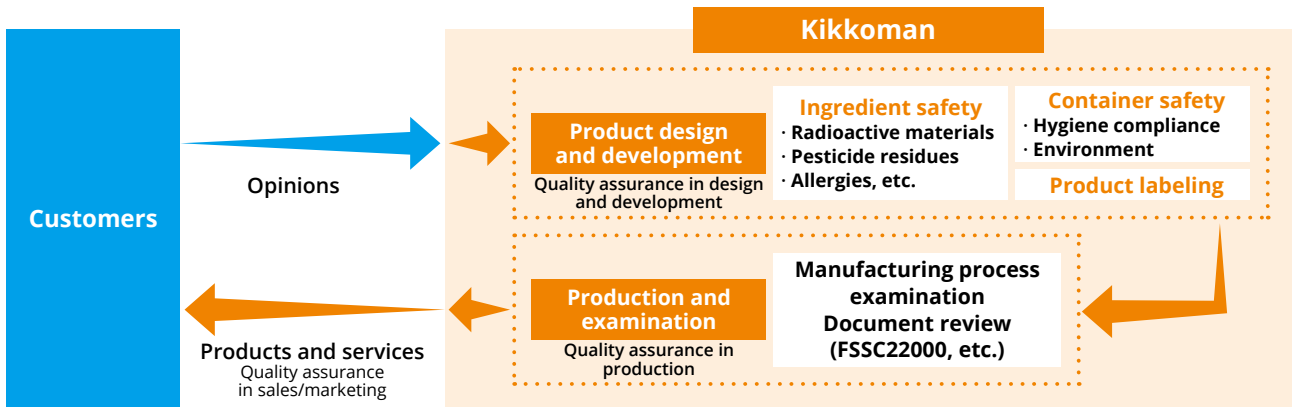 Kikkoman
Customers
Opinions
Product design
and development
Quality assurance in design
and development
Ingredient safety
· Radioactive materials
· Pesticide residues
· Allergies, etc.
Container safety
· Hygiene compliance
· Environment
Product labeling
Production and
examination
Quality assurance in
production
Manufacturing process
examination
Document review
(FSSC22000, etc.)
Products and services
Quality assurance
in sales/marketing